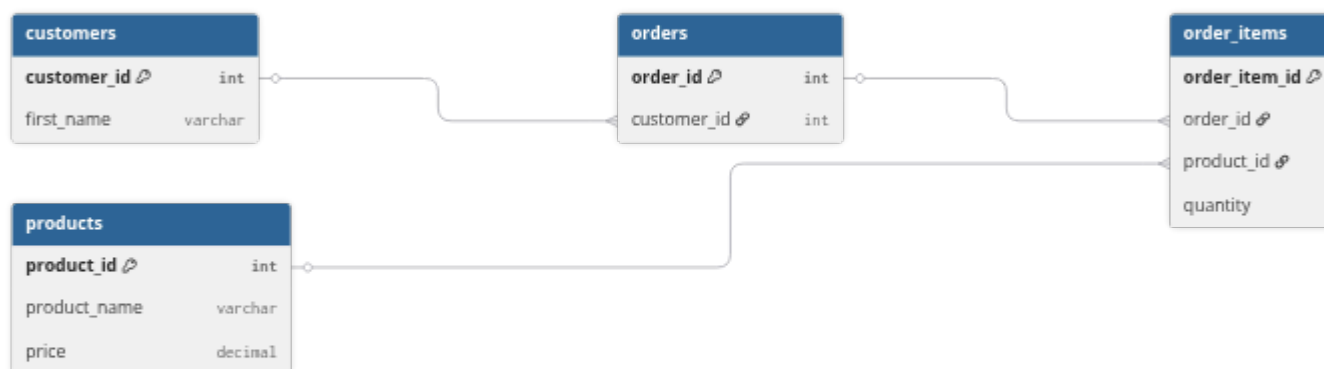 customers
customer_id int
first_name varchar
orders
order_id int
customer_id int
order_items
order_item_id
order_id
product_id
quantity
products
product_id int
product_name varchar
price decimal